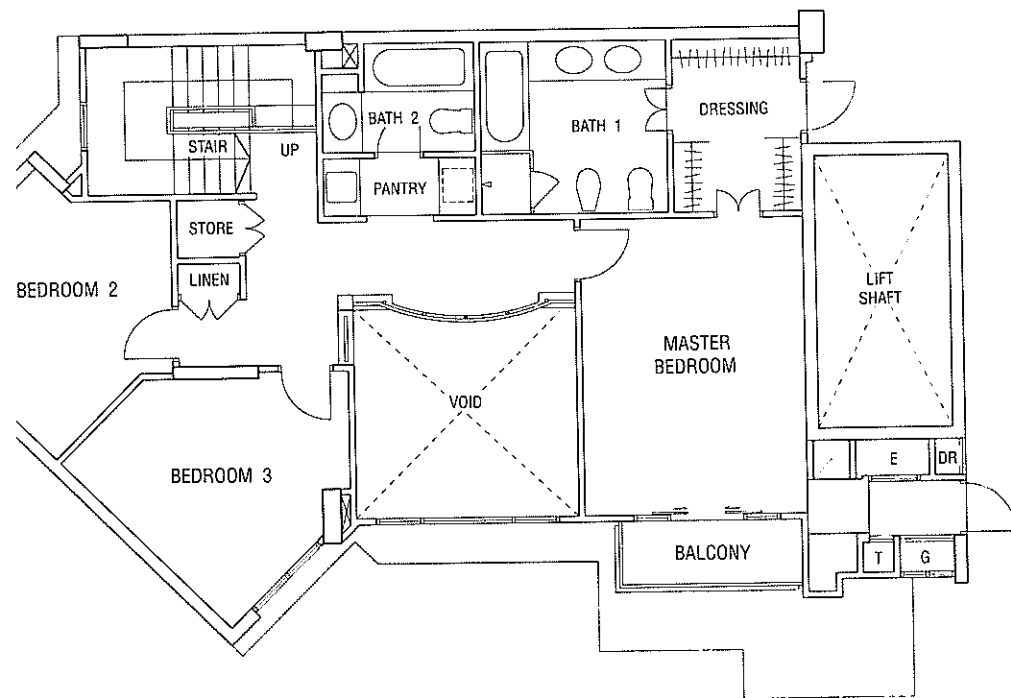 DRESSING
BATH 2
BATH 1
STAIR
UP
PANTRY
STORE
LINEN
BEDROOM 2
LIFT
SHAFT
MASTER
BEDROOM
VOID
BEDROOM 3
E
DR
BALCONY
T
G